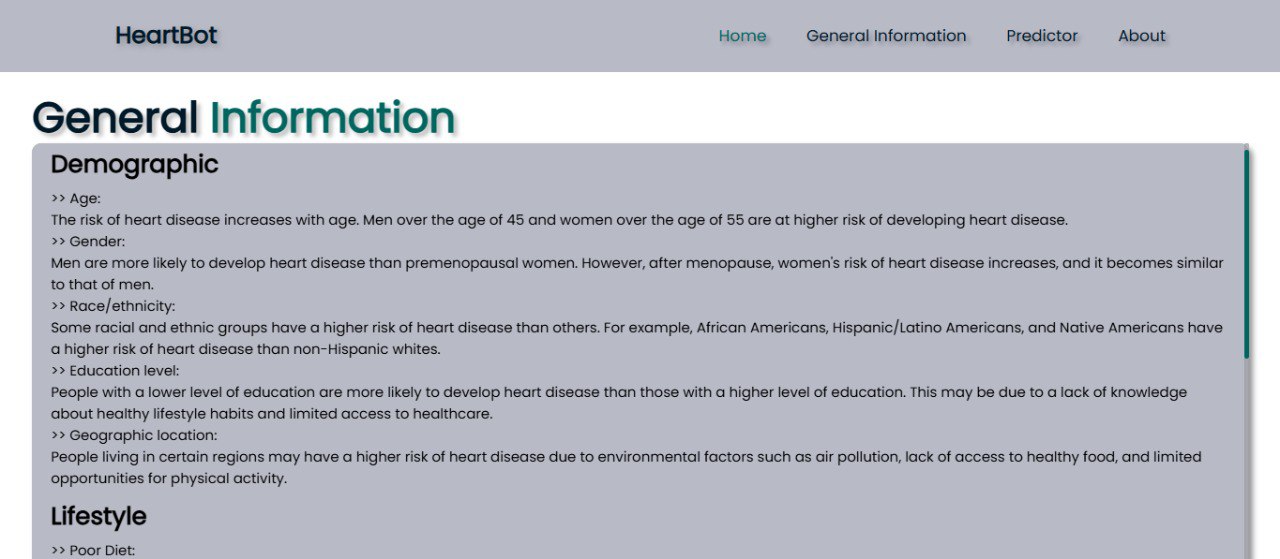 HeartBot
Home General Information Predictor About
General Information
Demographic
>> Age:
The risk of heart disease increases with age. Men over the age of 45 and women over the age of 55 are at higher risk of developing heart disease.
>> Gender:
Men are more likely to develop heart disease than premenopausal women. However, after menopause, women's risk of heart disease increases, and it becomes similar
to that of men.
>> Race/ethnicity:
Some racial and ethnic groups have a higher risk of heart disease than others. For example, African Americans, Hispanic/Latino Americans, and Native Americans have
a higher risk of heart disease than non-Hispanic whites.
>> Education level:
People with a lower level of education are more likely to develop heart disease than those with a higher level of education. This may be due to a lack of knowledge
about healthy lifestyle habits and limited access to healthcare.
>> Geographic location:
People living in certain regions may have a higher risk of heart disease due to environmental factors such as air pollution, lack of access to healthy food, and limited
opportunities for physical activity.
Lifestyle
>> Poor Diet: